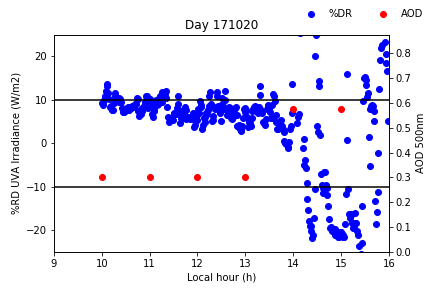 %DR AOD
Day 171020
%RD UVA Irradiance (W/m2)
20
10
0
−10
−20
0.8
0.7
0.6
0.5
0.4
0.3
0.2
0.1
0.0
AOD 500nm
9 10 11 12 13 14 15 16
Local hour (h)